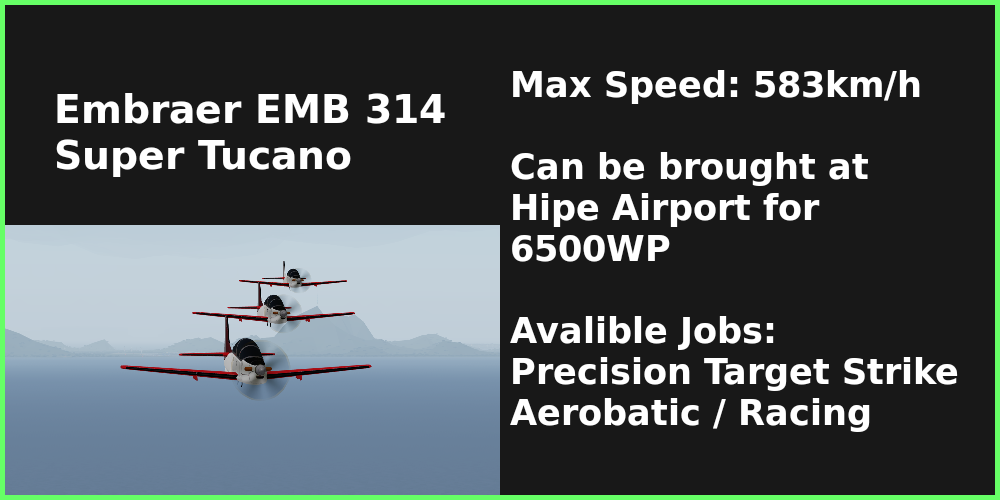 Embraer EMB 314
Super Tucano
Max Speed: 583km/h
Can be brought at
Hipe Airport for
6500WP
Avalible Jobs:
Precision Target Strike
Aerobatic / Racing